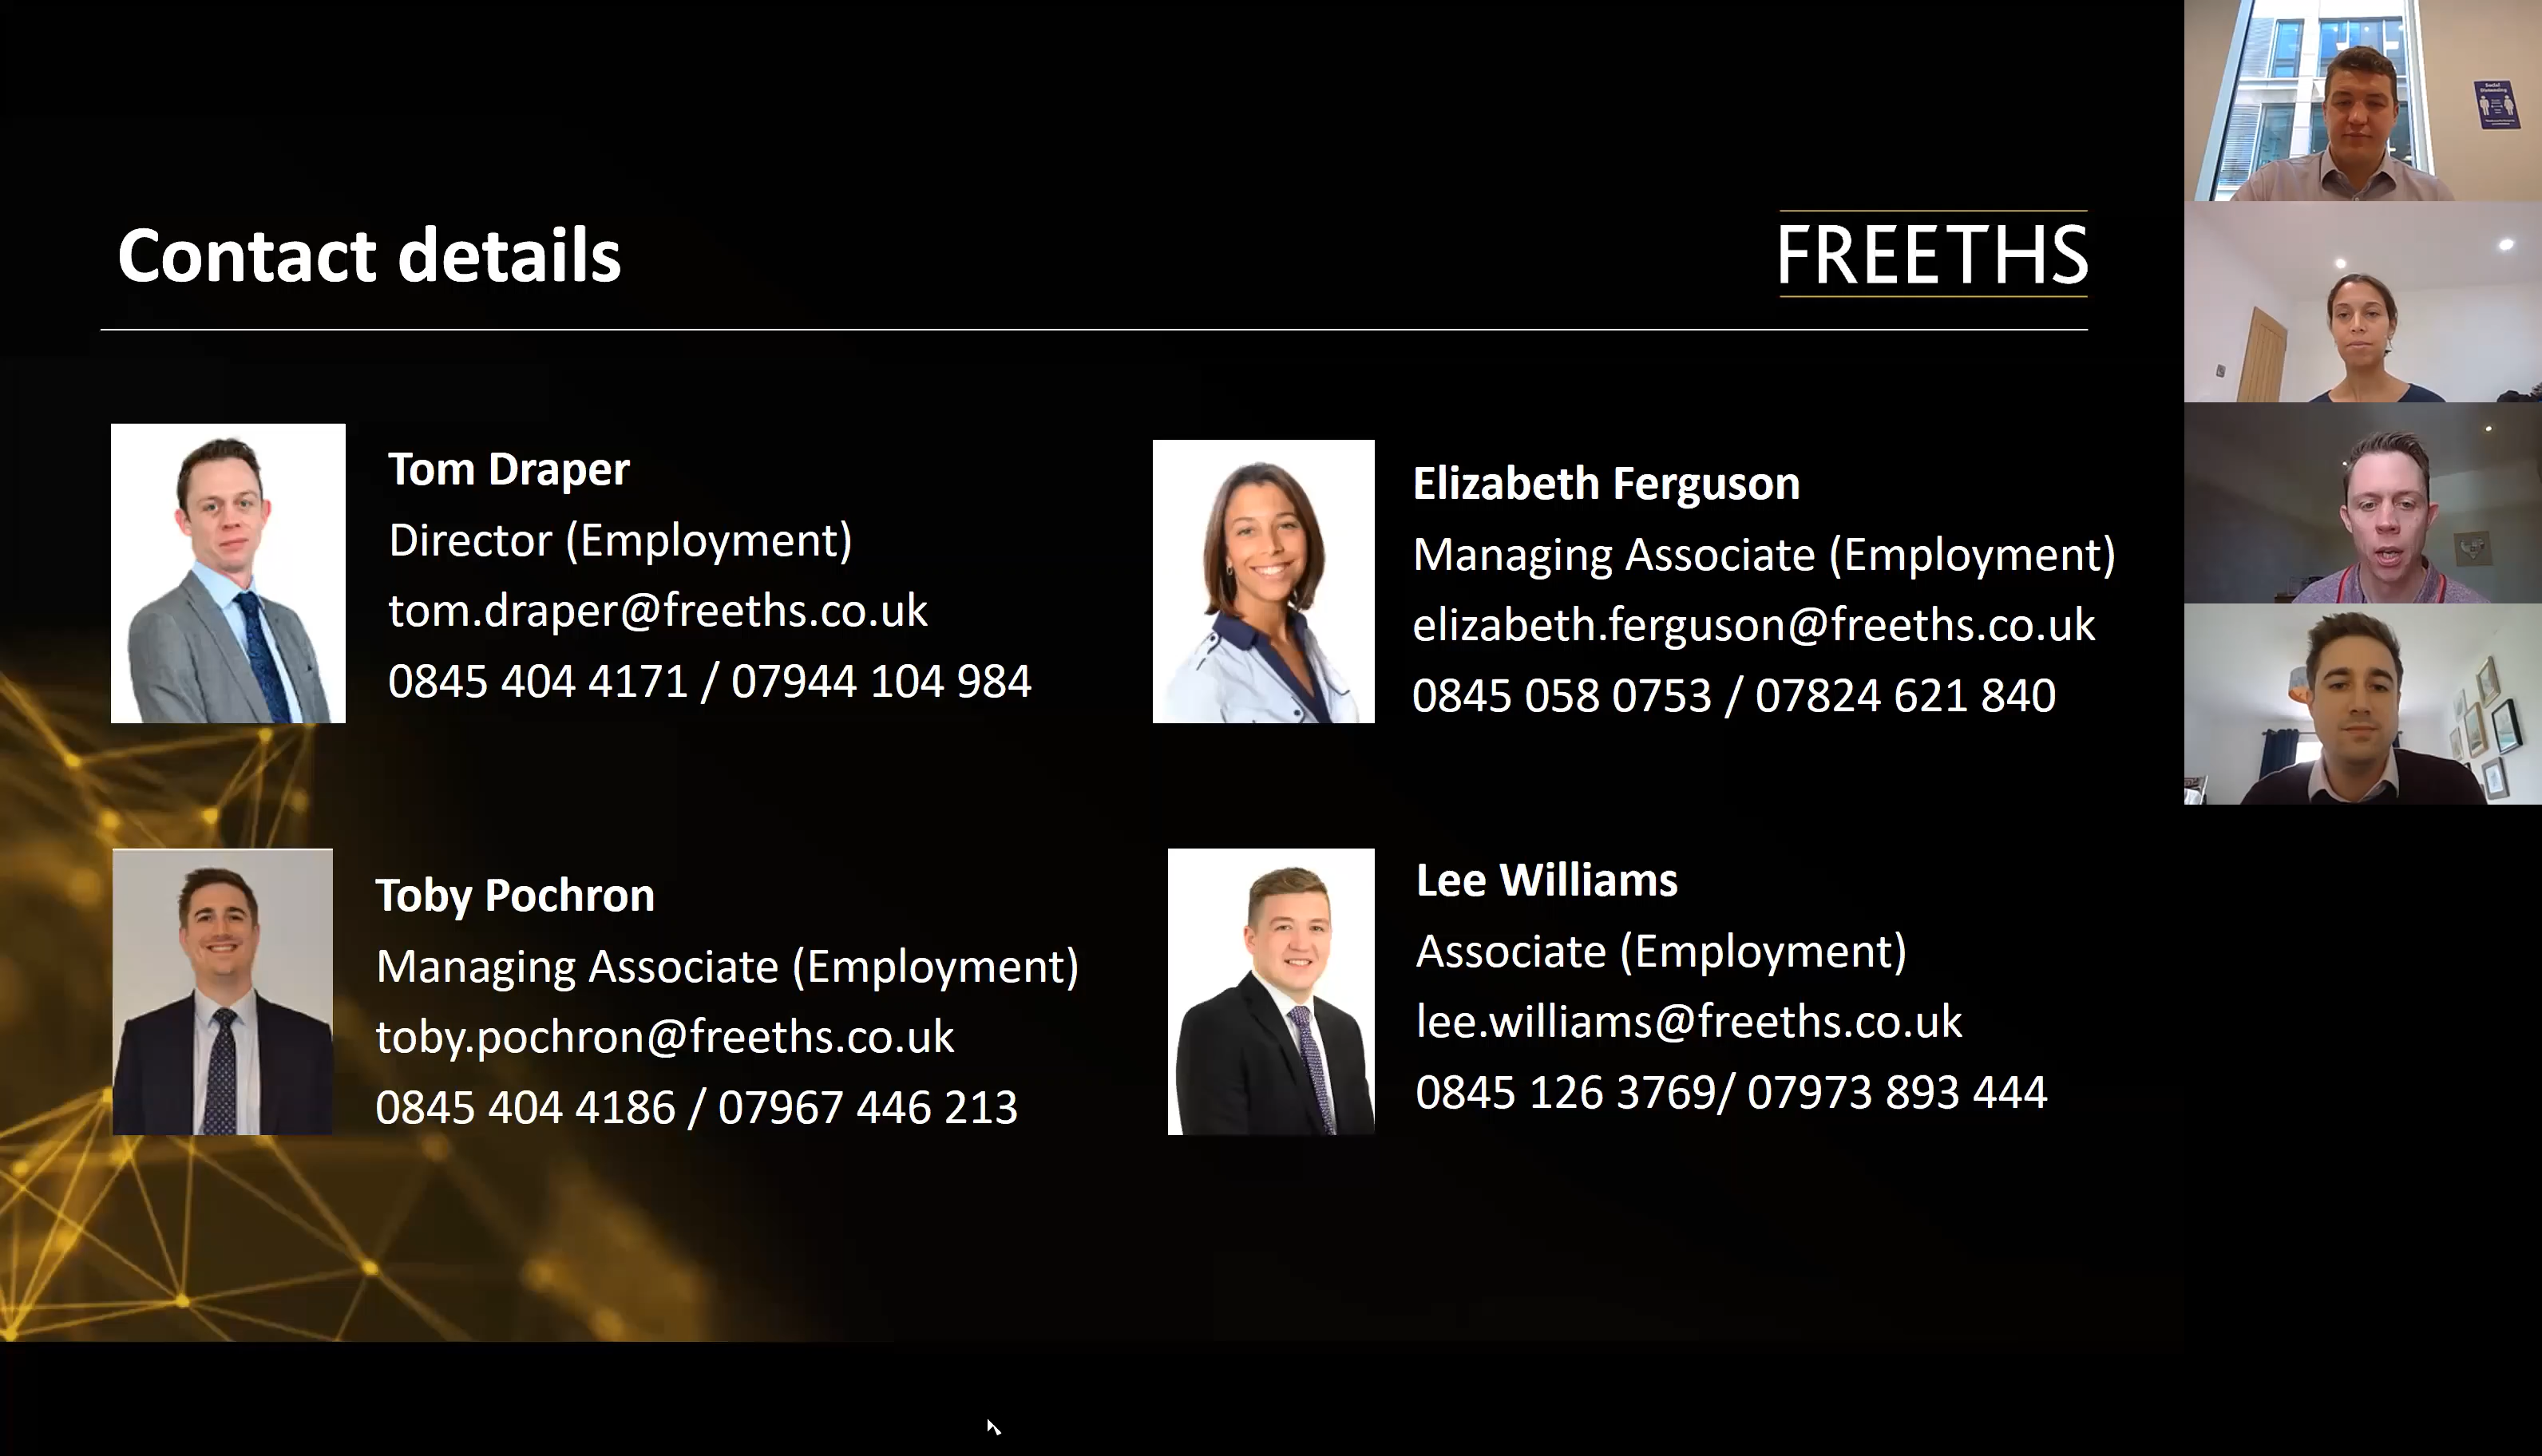 Contact details
FREETHS
Tom Draper
Director (Employment)
tom.draper@freeths.co.uk
0845 404 4171 / 07944 104 984
Elizabeth Ferguson
Managing Associate (Employment)
elizabeth.ferguson@freeths.co.uk
0845 058 0753 / 07824 621 840
Toby Pochron
Managing Associate (Employment)
toby.pochron@freeths.co.uk
0845 404 4186 / 07967 446 213
Lee Williams
Associate (Employment)
lee.williams@freeths.co.uk
0845 126 3769/ 07973 893 444
Social
Distancing